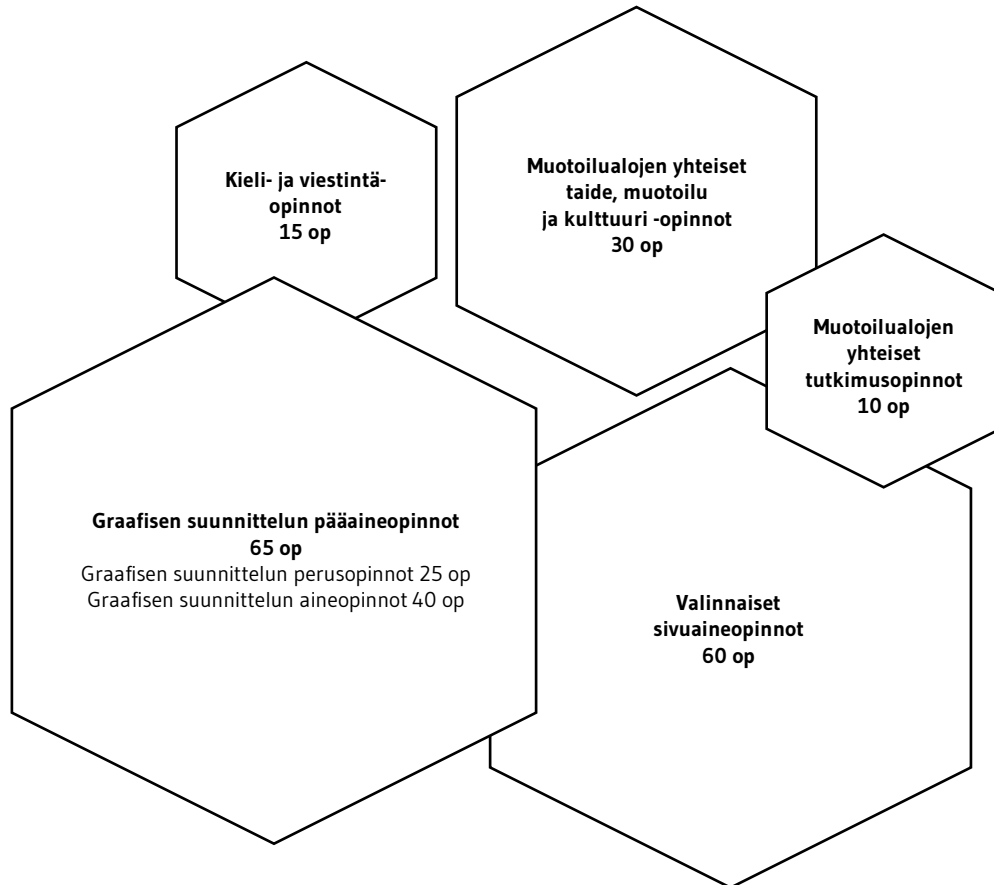 Kieli- ja viestintä-
opinnot
15 op
Muotoilualojen yhteiset
taide, muotoilu
ja kulttuuri -opinnot
30 op
Muotoilualojen
yhteiset
tutkimusopinnot
10 op
Graafisen suunnittelun pääaineopinnot
65 op
Graafisen suunnittelun perusopinnot 25 op
Graafisen suunnittelun aineopinnot 40 op
Valinnaiset
sivuaineopinnot
60 op